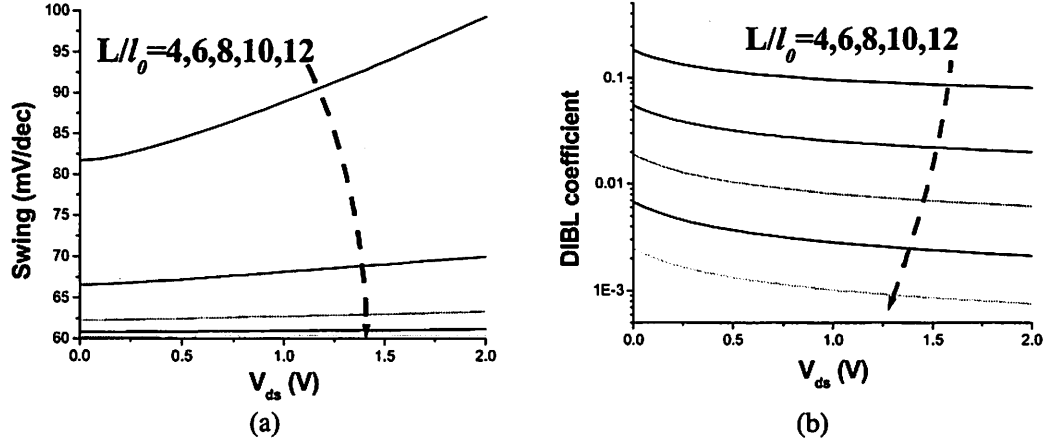 100
95
90
85
80
75
70
65
60
Swing (mV/dec)
L/l₀=4,6,8,10,12
0.0 0.5 1.0 1.5 2.0
V_ds (V)
(a)
0.1
0.01
1E-3
DIBL coefficient
L/l₀=4,6,8,10,12
0.0 0.5 1.0 1.5 2.0
V_ds (V)
(b)